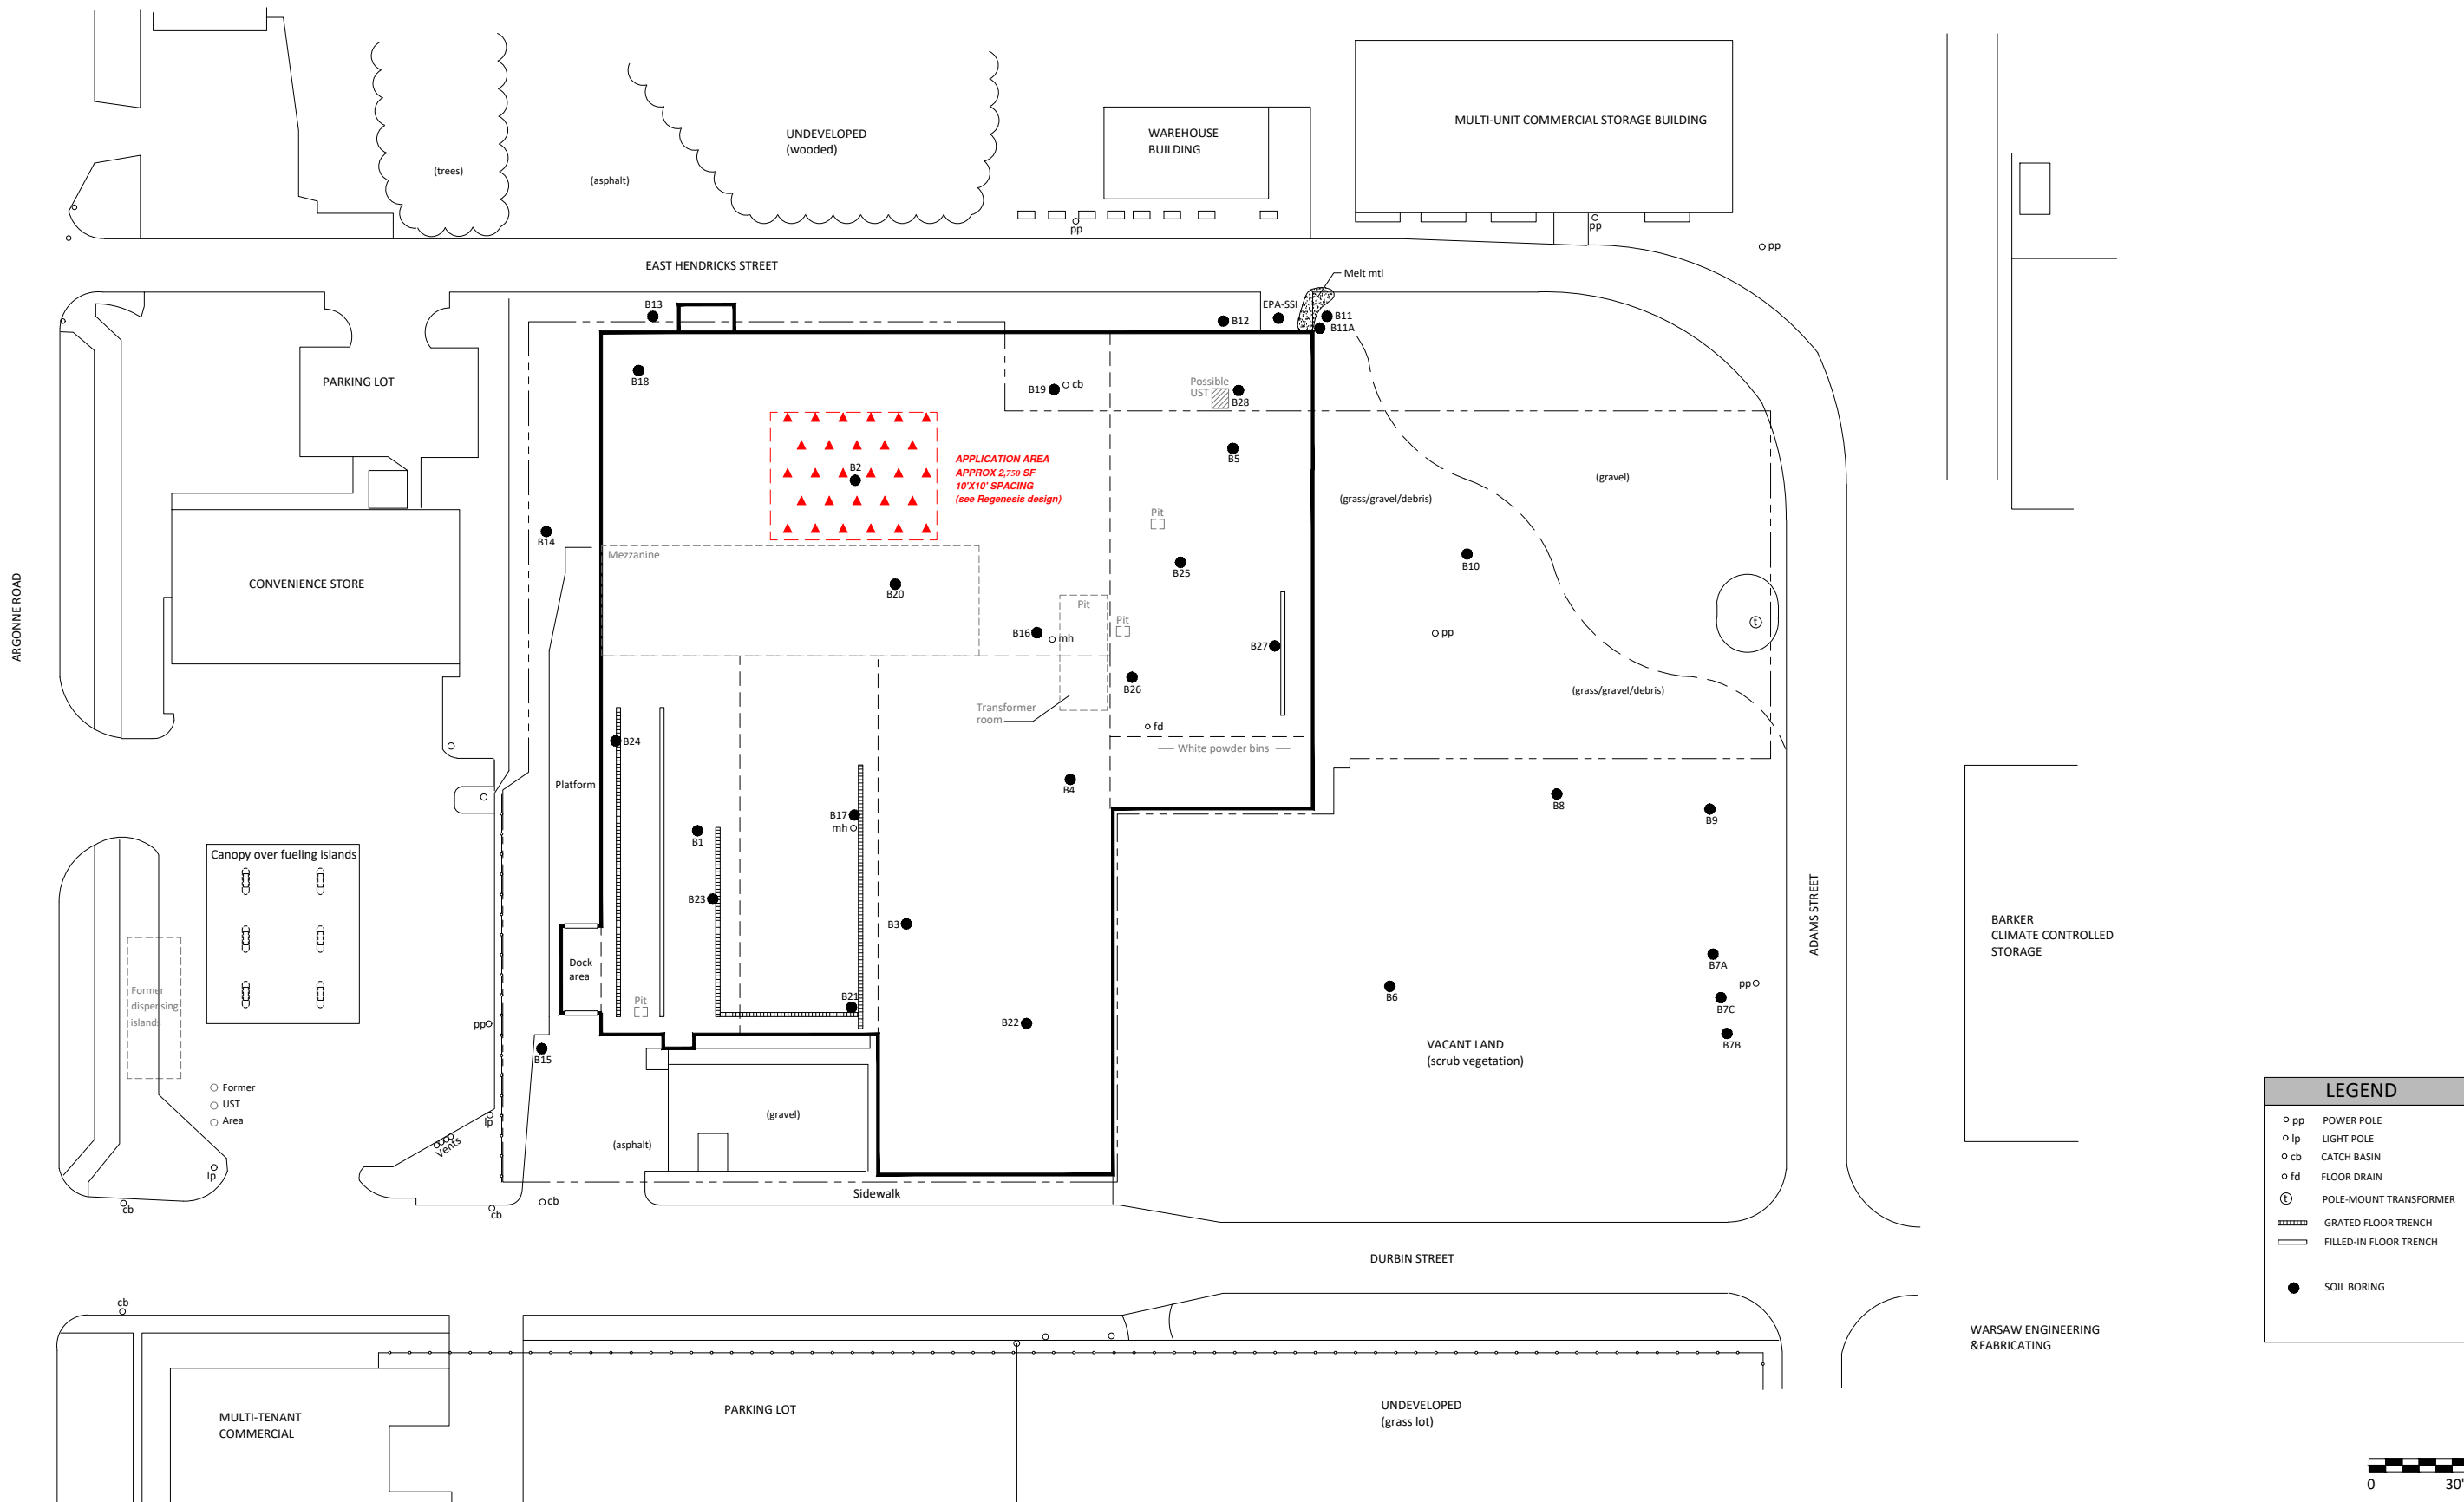 UNDEVELOPED
(wooded)
WAREHOUSE
BUILDING
MULTI-UNIT COMMERCIAL STORAGE BUILDING
(trees)
(asphalt)
pp
pp
pp
EAST HENDRICKS STREET
Melt mtl
B13
EPA-SSI
B12
B11
B11A
PARKING LOT
B18
B19
cb
Possible
UST
B28
B2
APPLICATION AREA
APPROX 2,750 SF
10'X10' SPACING
(see Regenesis design)
B5
(gravel)
(grass/gravel/debris)
Pit
B14
Mezzanine
CONVENIENCE STORE
B20
B25
B10
ARGONNE ROAD
Pit
Pit
B16
mh
B27
pp
t
B26
(grass/gravel/debris)
Transformer
room
fd
White powder bins
B24
Platform
B4
B8
B9
B17
mh
B1
Canopy over fueling islands
B23
B3
ADAMS STREET
BARKER
CLIMATE CONTROLLED
STORAGE
Dock
area
B7A
Former
dispensing
islands
Pit
B21
B6
pp
B7C
pp
B22
B7B
B15
VACANT LAND
(scrub vegetation)
Former
UST
Area
(gravel)
lp
Vents
(asphalt)
lp
Sidewalk
cb
cb
cb
LEGEND
pp POWER POLE
lp LIGHT POLE
cb CATCH BASIN
fd FLOOR DRAIN
t POLE-MOUNT TRANSFORMER
GRATED FLOOR TRENCH
FILLED-IN FLOOR TRENCH
SOIL BORING
DURBIN STREET
cb
WARSAW ENGINEERING
&FABRICATING
MULTI-TENANT
COMMERCIAL
PARKING LOT
UNDEVELOPED
(grass lot)
0 30'